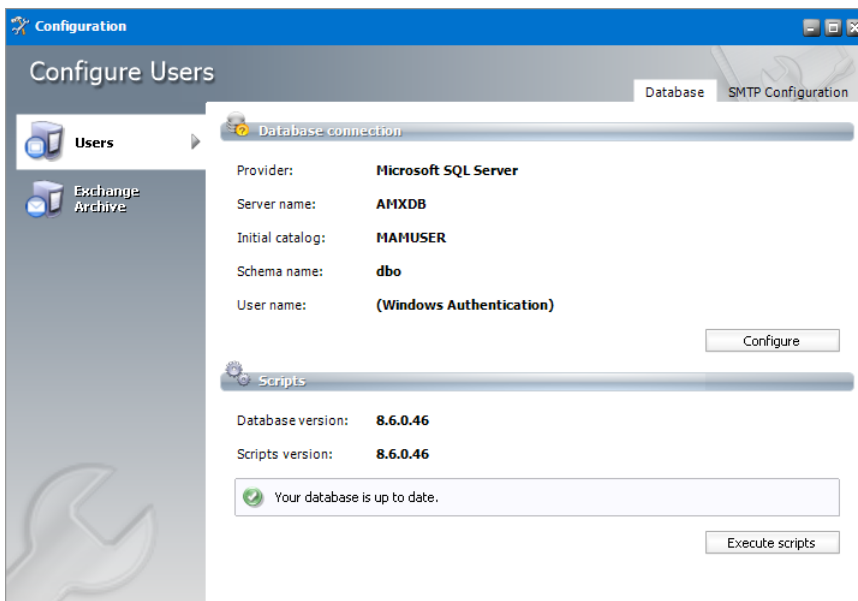 Configuration
Configure Users
Database SMTP Configuration
Users
Exchange
Archive
Database connection
Provider: Microsoft SQL Server
Server name: AMXDB
Initial catalog: MAMUSER
Schema name: dbo
User name: (Windows Authentication)
Configure
Scripts
Database version: 8.6.0.46
Scripts version: 8.6.0.46
Your database is up to date.
Execute scripts